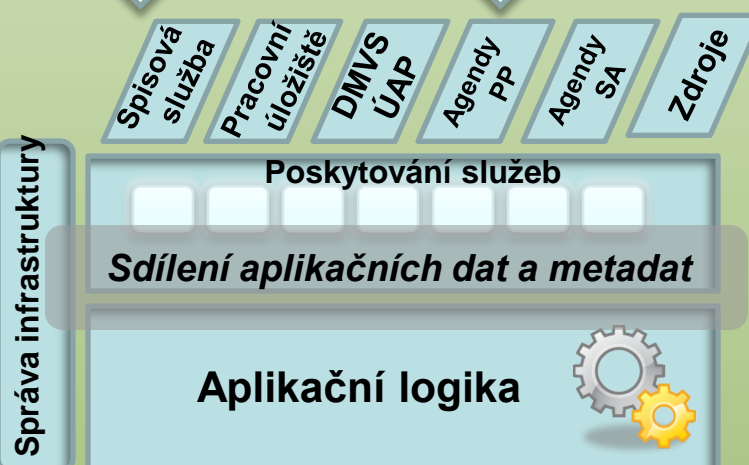 Spisová
služba
Pracovní
úložiště
DMVS
ÚAP
Agendy
PP
Agendy
SA
Zdroje
Správa infrastruktury
Poskytování služeb
Sdílení aplikačních dat a metadat
Aplikační logika